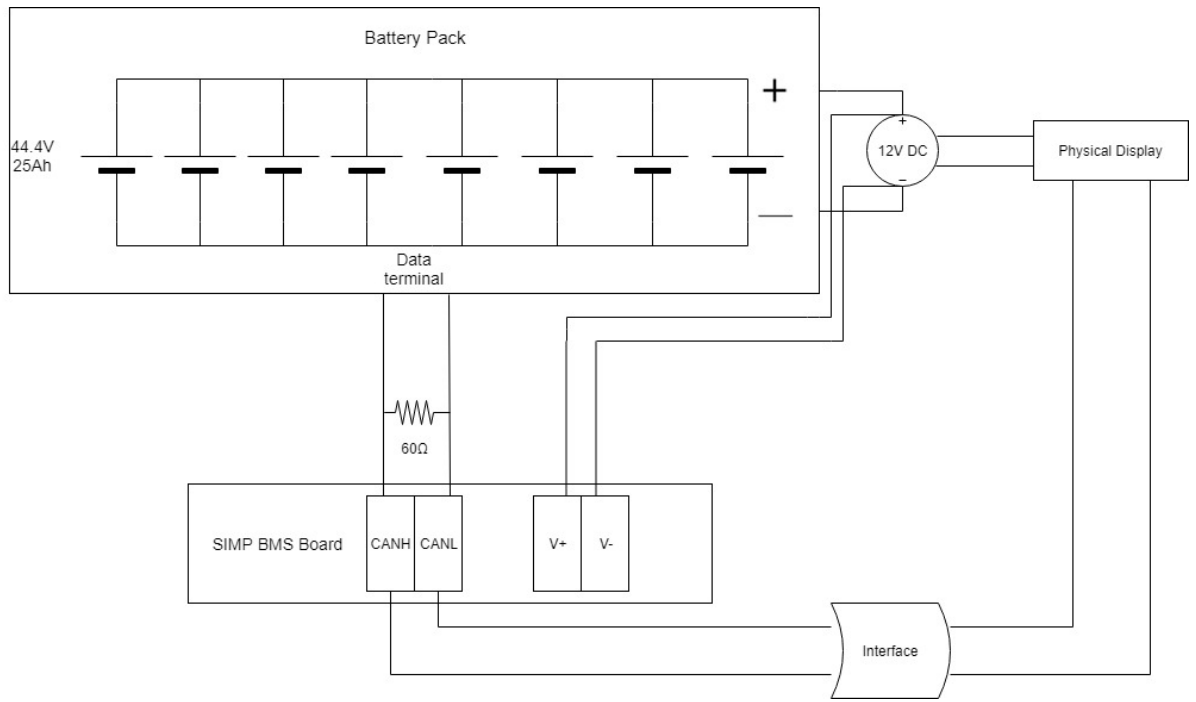 Battery Pack
+
44.4V
25Ah
—
Data
terminal
+
12V DC
−
Physical Display
60Ω
SIMP BMS Board
CANH
CANL
V+
V-
Interface